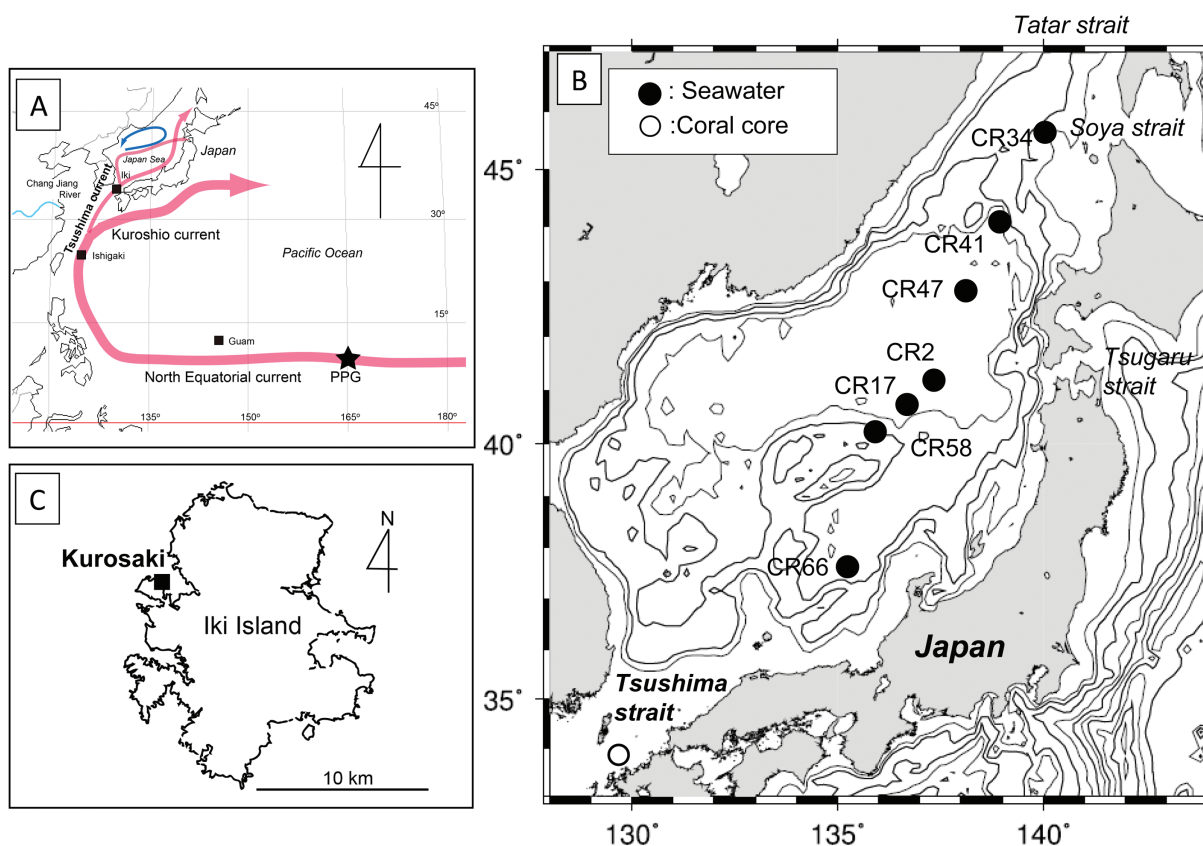 A
45°
Japan
Japan Sea
Iki
Chang Jiang
River
Tsushima current
30°
Kuroshio current
Pacific Ocean
Ishigaki
15°
Guam
North Equatorial current
PPG
135°
150°
165°
180°
C
N
Kurosaki
Iki Island
10 km
Tatar strait
B
: Seawater
:Coral core
CR34
Soya strait
45°
CR41
CR47
CR2
Tsugaru
strait
CR17
40°
CR58
CR66
Japan
Tsushima
strait
35°
130°
135°
140°